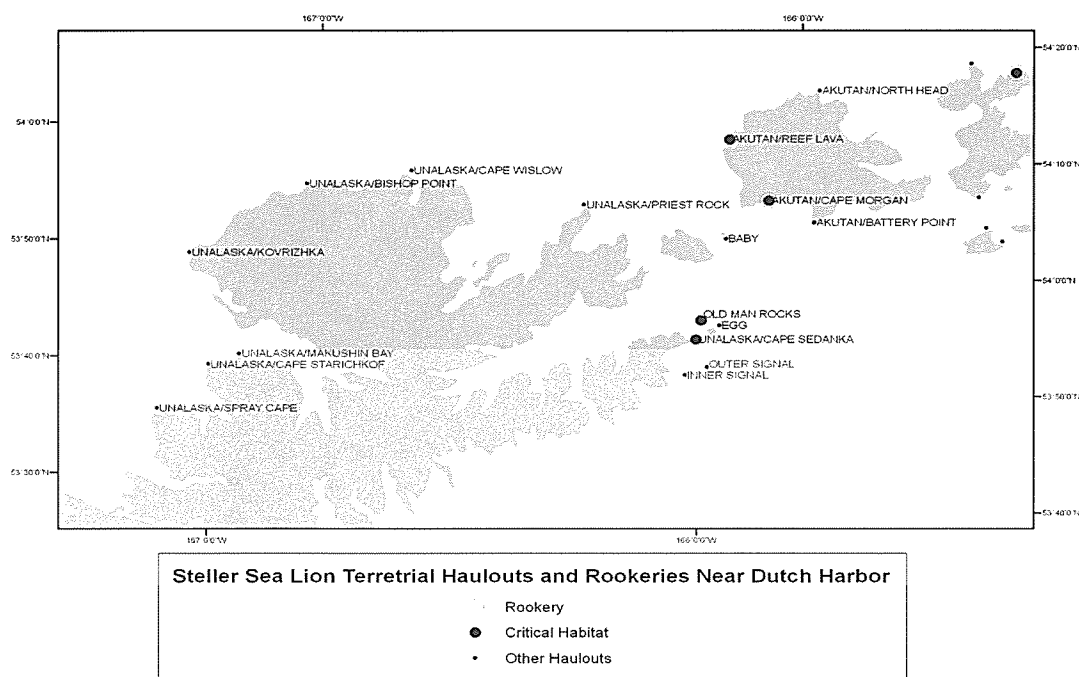 167°0'0"W
166°0'0"W
54°20'0"N
AKUTAN/NORTH HEAD
54°0'0"N
AKUTAN/REEF LAVA
54°10'0"N
UNALASKA/CAPE WISLOW
UNALASKA/BISHOP POINT
AKUTAN/CAPE MORGAN
UNALASKA/PRIEST ROCK
AKUTAN/BATTERY POINT
53°50'0"N
BABY
UNALASKA/KOVRIZHKA
54°0'0"N
OLD MAN ROCKS
EGG
UNALASKA/CAPE SEDANKA
53°40'0"N
UNALASKA/MAKUSHIN BAY
UNALASKA/CAPE STARICHKOF
OUTER SIGNAL
INNER SIGNAL
53°50'0"N
UNALASKA/SPRAY CAPE
53°30'0"N
53°40'0"N
167°0'0"W
166°0'0"W
Steller Sea Lion Terretrial Haulouts and Rookeries Near Dutch Harbor
Rookery
Critical Habitat
Other Haulouts